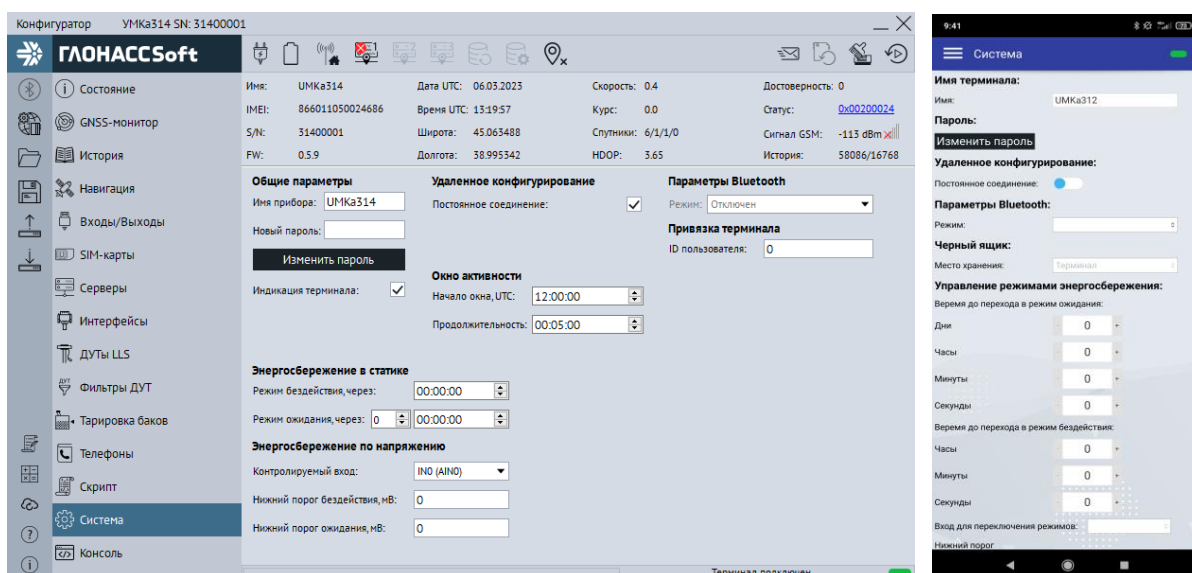 Конфигуратор УМКа314 SN: 31400001
ГЛОНАССSoft
Состояние
GNSS-монитор
История
Навигация
Входы/Выходы
SIM-карты
Серверы
Интерфейсы
ДУТы LLS
Фильтры ДУТ
Тарировка баков
Телефоны
Скрипт
Система
Консоль
Имя: UMKa314 Дата UTC: 06.03.2023 Скорость: 0.4 Достоверность: 0
IMEI: 866011050024686 Время UTC: 13:19:57 Курс: 0.0 Статус: 0x00200024
S/N: 31400001 Широта: 45.063488 Спутники: 6/1/1/0 Сигнал GSM: -113 dBm
FW: 0.5.9 Долгота: 38.995342 HDOP: 3.65 История: 58086/16768
Общие параметры
Имя прибора: UMKa314
Новый пароль:
Изменить пароль
Индикация терминала:
Удаленное конфигурирование
Постоянное соединение:
Окно активности
Начало окна, UTC: 12:00:00
Продолжительность: 00:05:00
Параметры Bluetooth
Режим: Отключен
Привязка терминала
ID пользователя: 0
Энергосбережение в статике
Режим бездействия, через: 00:00:00
Режим ожидания, через: 0 00:00:00
Энергосбережение по напряжению
Контролируемый вход: IN0 (AIN0)
Нижний порог бездействия, мВ: 0
Нижний порог ожидания, мВ: 0
Терминал подключен
9:41
Система
Имя терминала:
Имя: UMKa312
Пароль:
Изменить пароль
Удаленное конфигурирование:
Постоянное соединение:
Параметры Bluetooth:
Режим:
Черный ящик:
Место хранения: Терминал
Управление режимами энергосбережения:
Веремя до перехода в режим ожидания:
Дни - 0 +
Часы - 0 +
Минуты - 0 +
Секунды - 0 +
Веремя до перехода в режим бездействия:
Часы - 0 +
Минуты - 0 +
Секунды - 0 +
Вход для переключения режимов:
Нижний порог